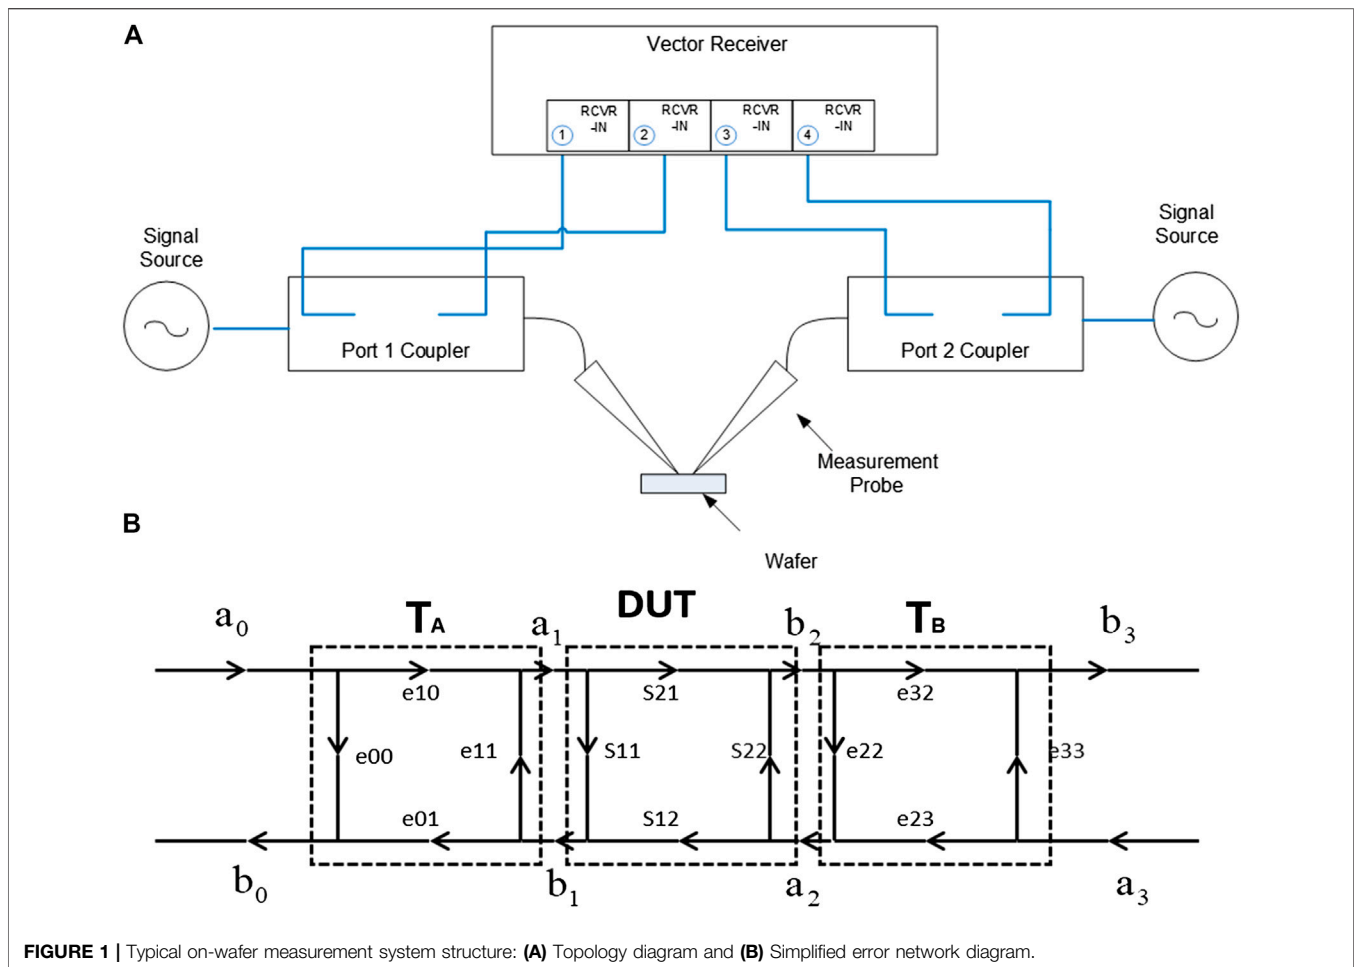 A
Vector Receiver
RCVR -IN
1
RCVR -IN
2
RCVR -IN
3
RCVR -IN
4
Signal
Source
Signal
Source
Port 1 Coupler
Port 2 Coupler
Measurement
Probe
Wafer
B
a0
TA
a1
DUT
b2
TB
b3
e10
S21
e32
e00
e11
S11
S22
e22
e33
e01
S12
e23
b0
b1
a2
a3
FIGURE 1 | Typical on-wafer measurement system structure: (A) Topology diagram and (B) Simplified error network diagram.